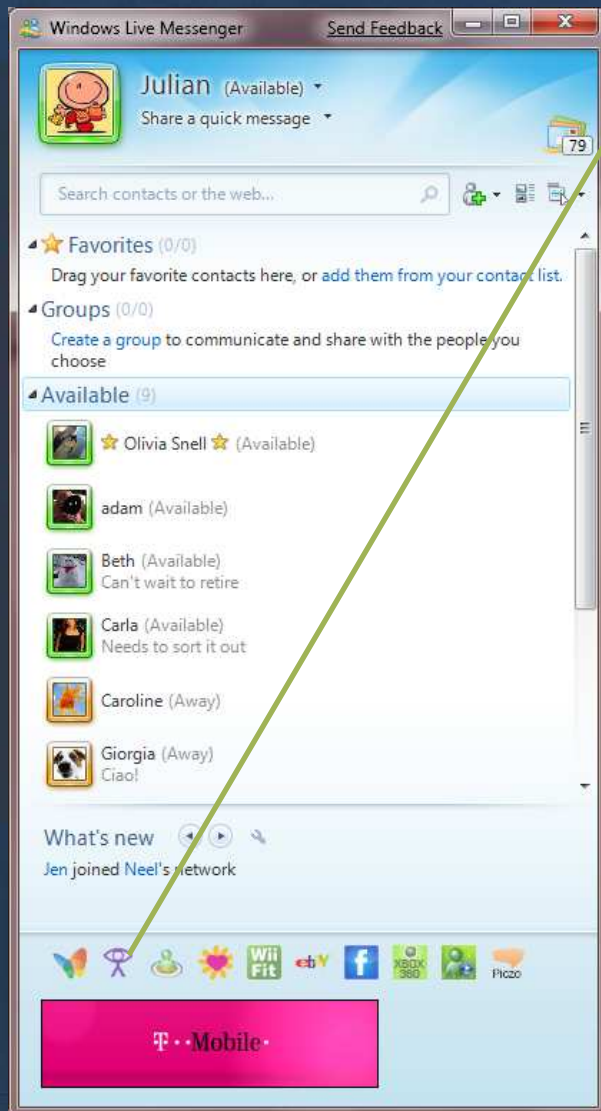 Windows Live Messenger Send Feedback
Julian (Available)
Share a quick message
79
Search contacts or the web...
Favorites (0/0)
Drag your favorite contacts here, or add them from your contact list.
Groups (0/0)
Create a group to communicate and share with the people you
choose
Available (9)
Olivia Snell (Available)
adam (Available)
Beth (Available)
Can't wait to retire
Carla (Available)
Needs to sort it out
Caroline (Away)
Giorgia (Away)
Ciao!
What's new
Jen joined Neel's network
Wii
Fit
ebY
f
XBOX
360
Piczo
T··Mobile·